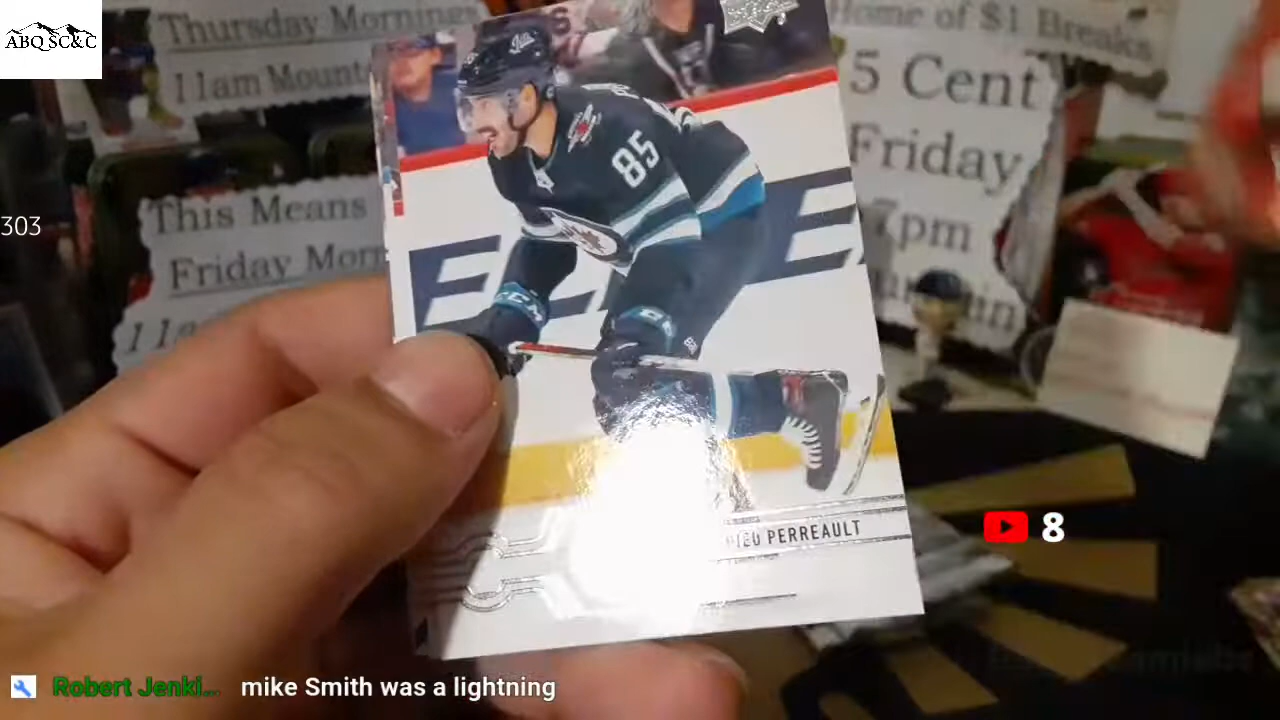 ABQ SC&C
Thursday Mornings
11am Mount
Home of $1 Breaks
5 Cent
Friday
7pm
This Means
Friday Morn
303
85
CCM
PERREAULT
8
Robert Jenki... mike Smith was a lightning